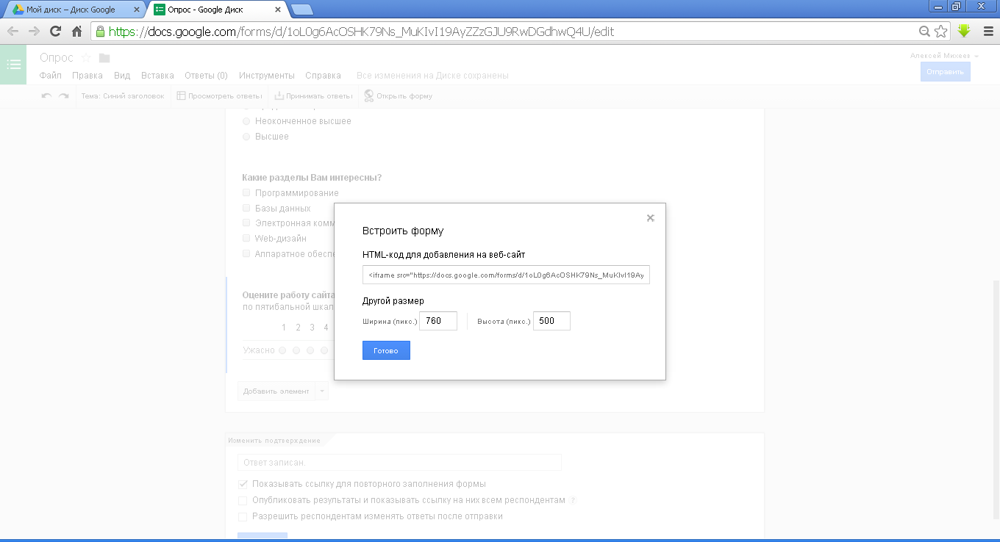 Мой диск – Диск Google
Опрос - Google Диск
https://docs.google.com/forms/d/1oL0g6AcOSHK79Ns_MuKIvI19AyZZzGJU9RwDGdhwQ4U/edit
Опрос
Алексей Михеев
Файл Правка Вид Вставка Ответы (0) Инструменты Справка Все изменения на Диске сохранены
Отправить
Тема: Синий заголовок Просмотреть ответы Принимать ответы Открыть форму
Неоконченное высшее
Высшее
Какие разделы Вам интересны?
Программирование
Базы данных
Электронная комм
Web-дизайн
Аппаратное обеспе
Оцените работу сайта
по пятибальной шкал
1 2 3 4
Ужасно
Добавить элемент
Встроить форму
HTML-код для добавления на веб-сайт
<iframe src="https://docs.google.com/forms/d/1oL0g6AcOSHK79Ns_MuKIvI19Ay
Другой размер
Ширина (пикс.) 760 Высота (пикс.) 500
Готово
Изменить подтверждение
Ответ записан.
Показывать ссылку для повторного заполнения формы
Опубликовать результаты и показывать ссылку на них всем респондентам ?
Разрешить респондентам изменять ответы после отправки